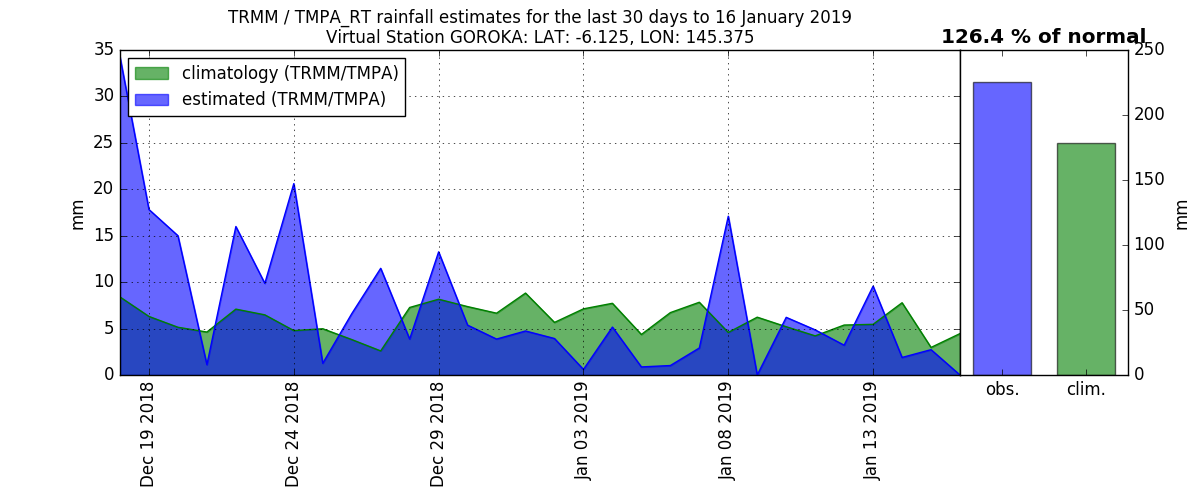 TRMM / TMPA_RT rainfall estimates for the last 30 days to 16 January 2019
Virtual Station GOROKA: LAT: -6.125, LON: 145.375
126.4 % of normal
climatology (TRMM/TMPA)
estimated (TRMM/TMPA)
mm
35
30
25
20
15
10
5
0
Dec 19 2018
Dec 24 2018
Dec 29 2018
Jan 03 2019
Jan 08 2019
Jan 13 2019
obs.
clim.
250
200
150
100
50
0
mm